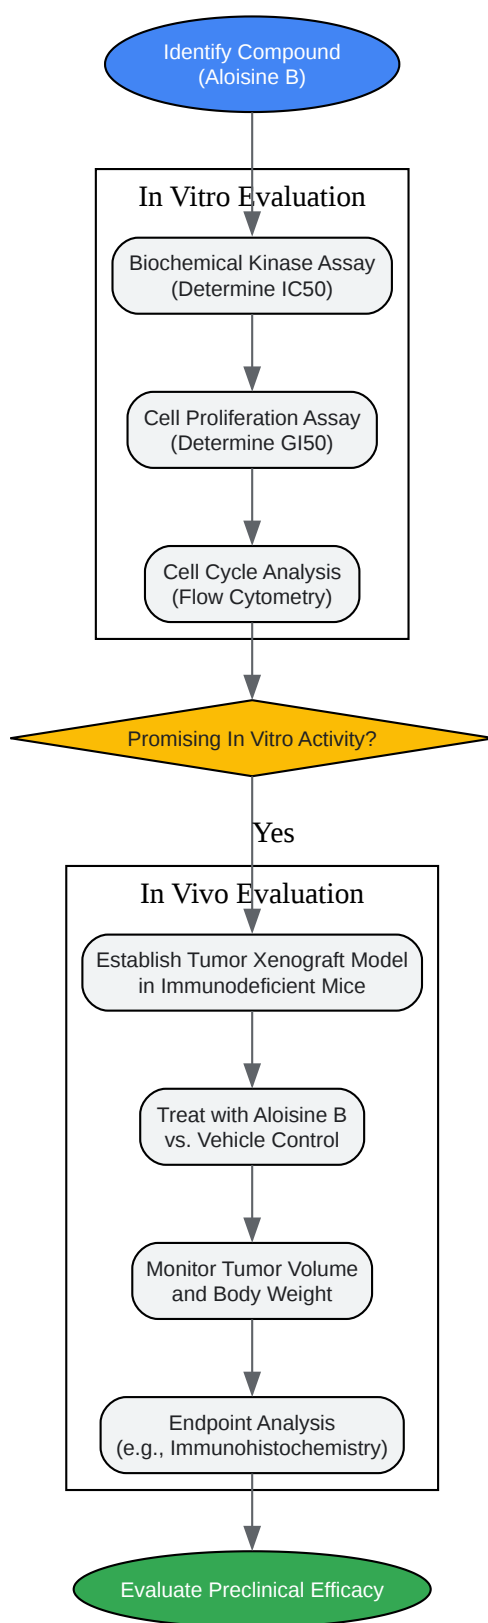 Identify Compound
(Aloisine B)
In Vitro Evaluation
Biochemical Kinase Assay
(Determine IC50)
Cell Proliferation Assay
(Determine GI50)
Cell Cycle Analysis
(Flow Cytometry)
Promising In Vitro Activity?
Yes
In Vivo Evaluation
Establish Tumor Xenograft Model
in Immunodeficient Mice
Treat with Aloisine B
vs. Vehicle Control
Monitor Tumor Volume
and Body Weight
Endpoint Analysis
(e.g., Immunohistochemistry)
Evaluate Preclinical Efficacy